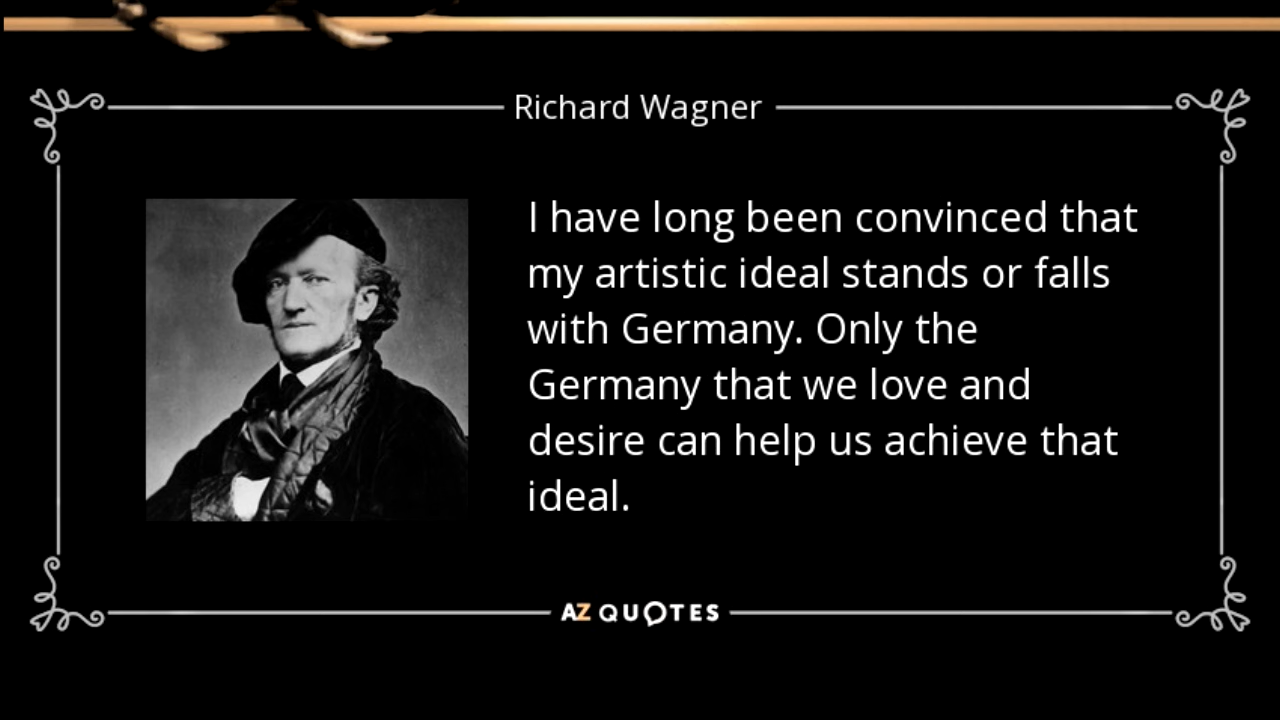 Richard Wagner
I have long been convinced that
my artistic ideal stands or falls
with Germany. Only the
Germany that we love and
desire can help us achieve that
ideal.
AZ QUOTES